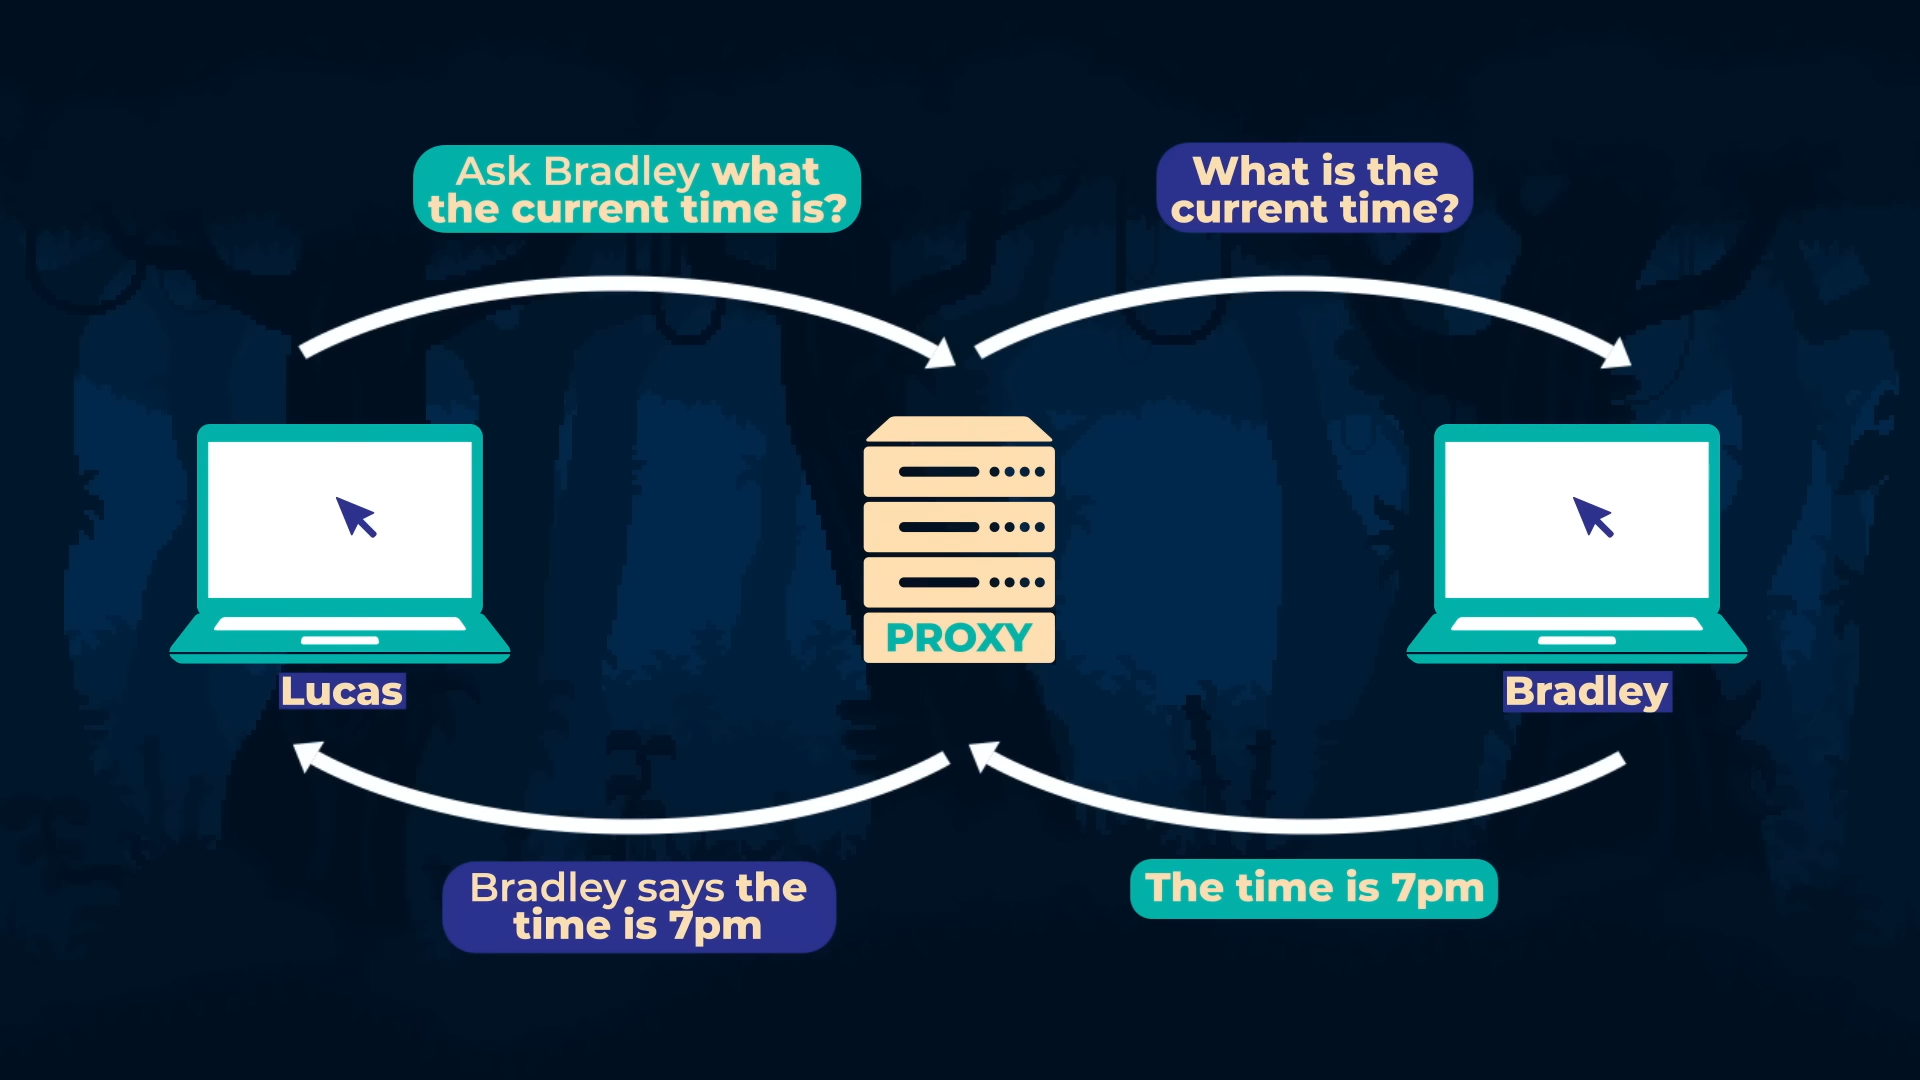 Ask Bradley what
the current time is?
What is the
current time?
PROXY
Lucas
Bradley
Bradley says the
time is 7pm
The time is 7pm